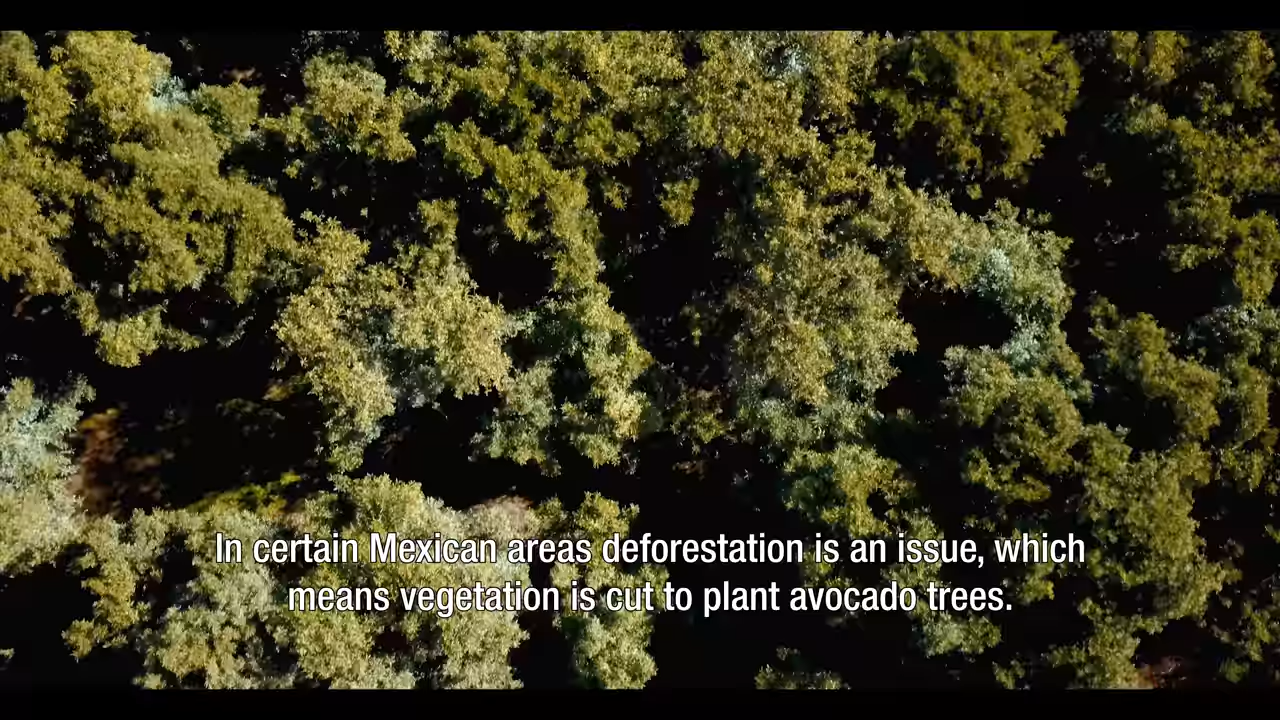 In certain Mexican areas deforestation is an issue, which
means vegetation is cut to plant avocado trees.